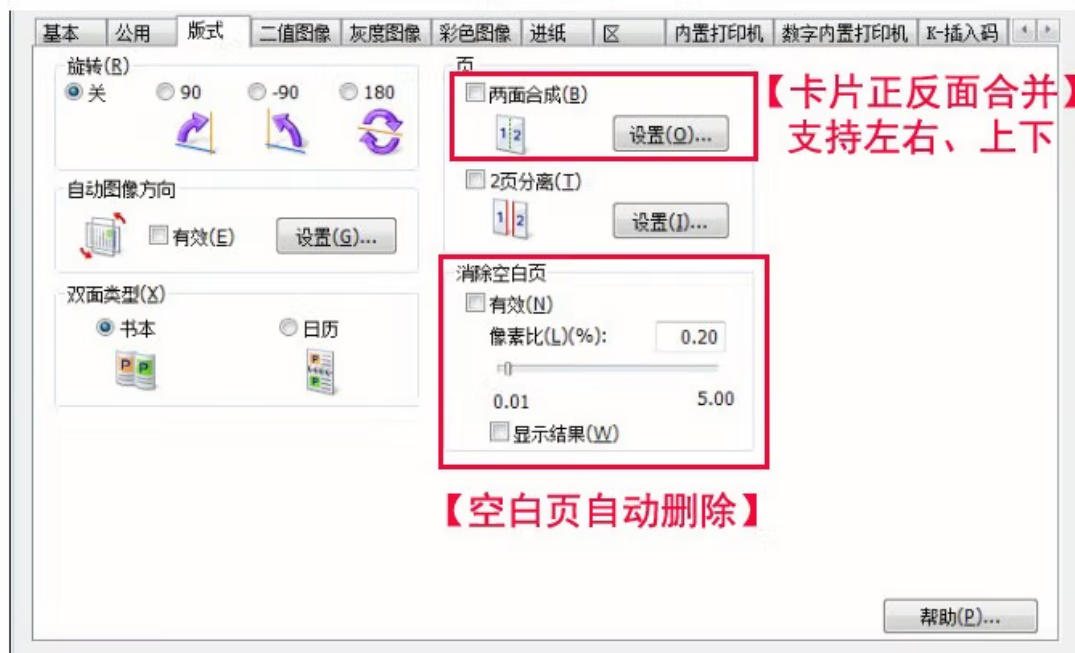 基本 公用 版式 二值图像 灰度图像 彩色图像 进纸 区 内置打印机 数字内置打印机 K-插入码
旋转(R)
关 90 -90 180
自动图像方向
有效(E) 设置(G)...
双面类型(X)
书本 日历
P P P P
页
两面合成(B)
1 2 设置(O)...
2页分离(T)
1 2 设置(I)...
消除空白页
有效(N)
像素比(L)(%): 0.20
0.01 5.00
显示结果(W)
【卡片正反面合并】
支持左右、上下
【空白页自动删除】
帮助(P)...